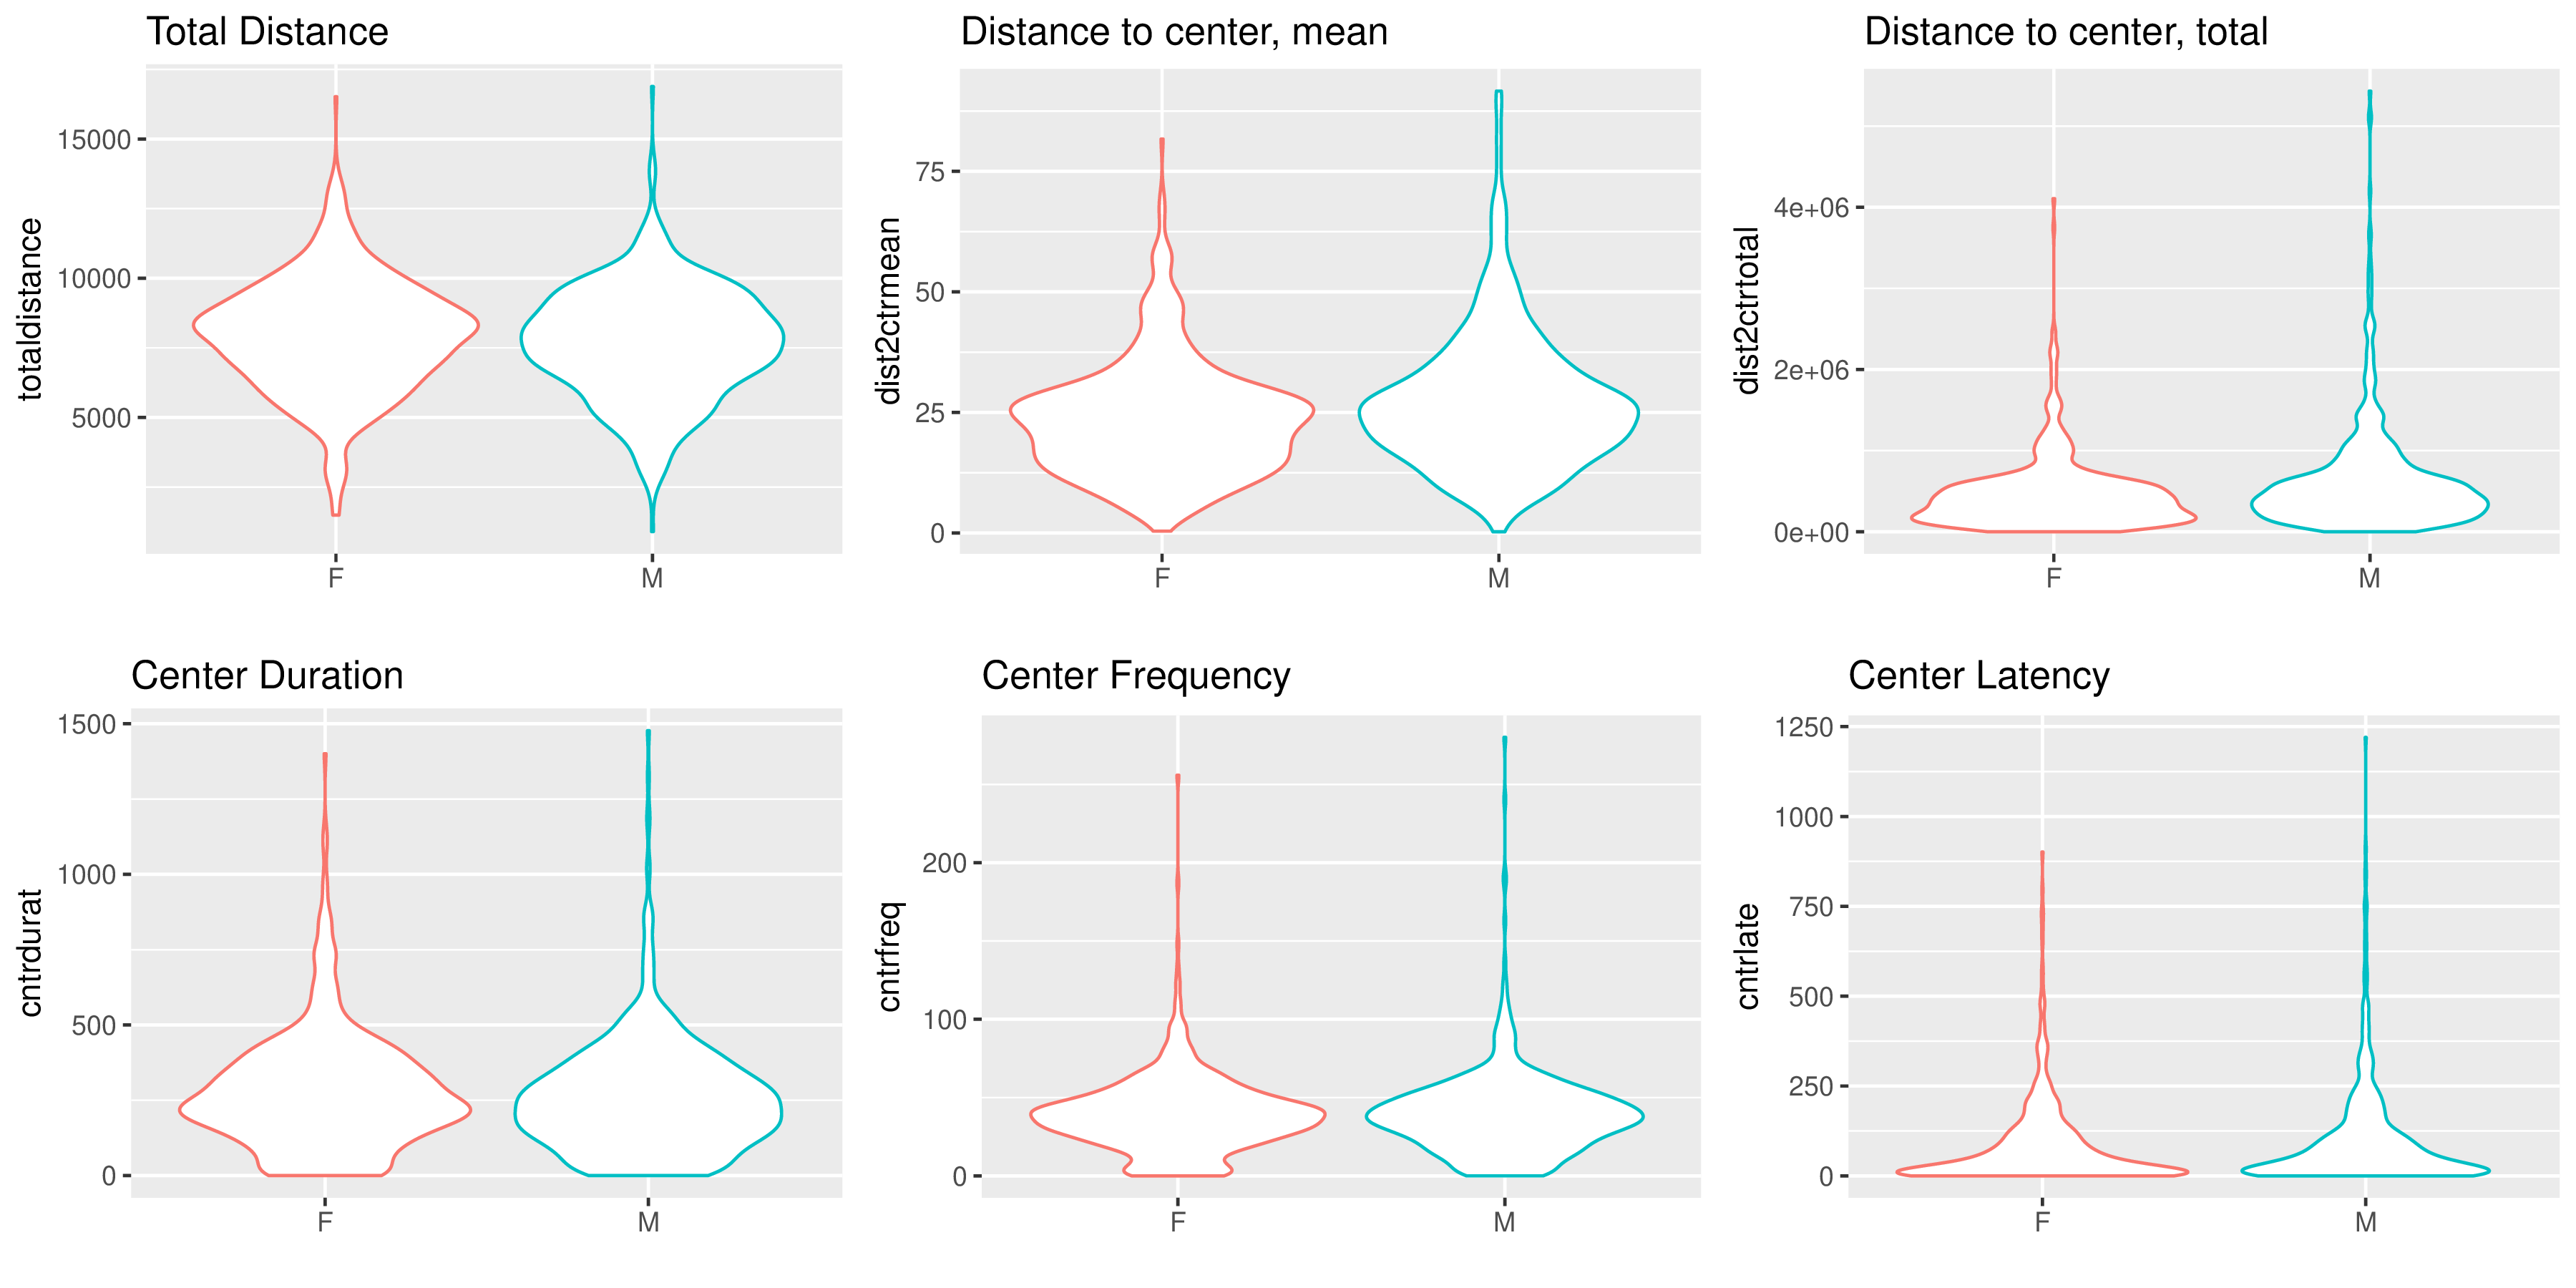 Total Distance
totaldistance
15000
10000
5000
F M
Distance to center, mean
dist2ctrmean
75
50
25
0
F M
Distance to center, total
dist2ctrtotal
4e+06
2e+06
0e+00
F M
Center Duration
cntrdurat
1500
1000
500
0
F M
Center Frequency
cntrfreq
200
100
0
F M
Center Latency
cntrlate
1250
1000
750
500
250
0
F M